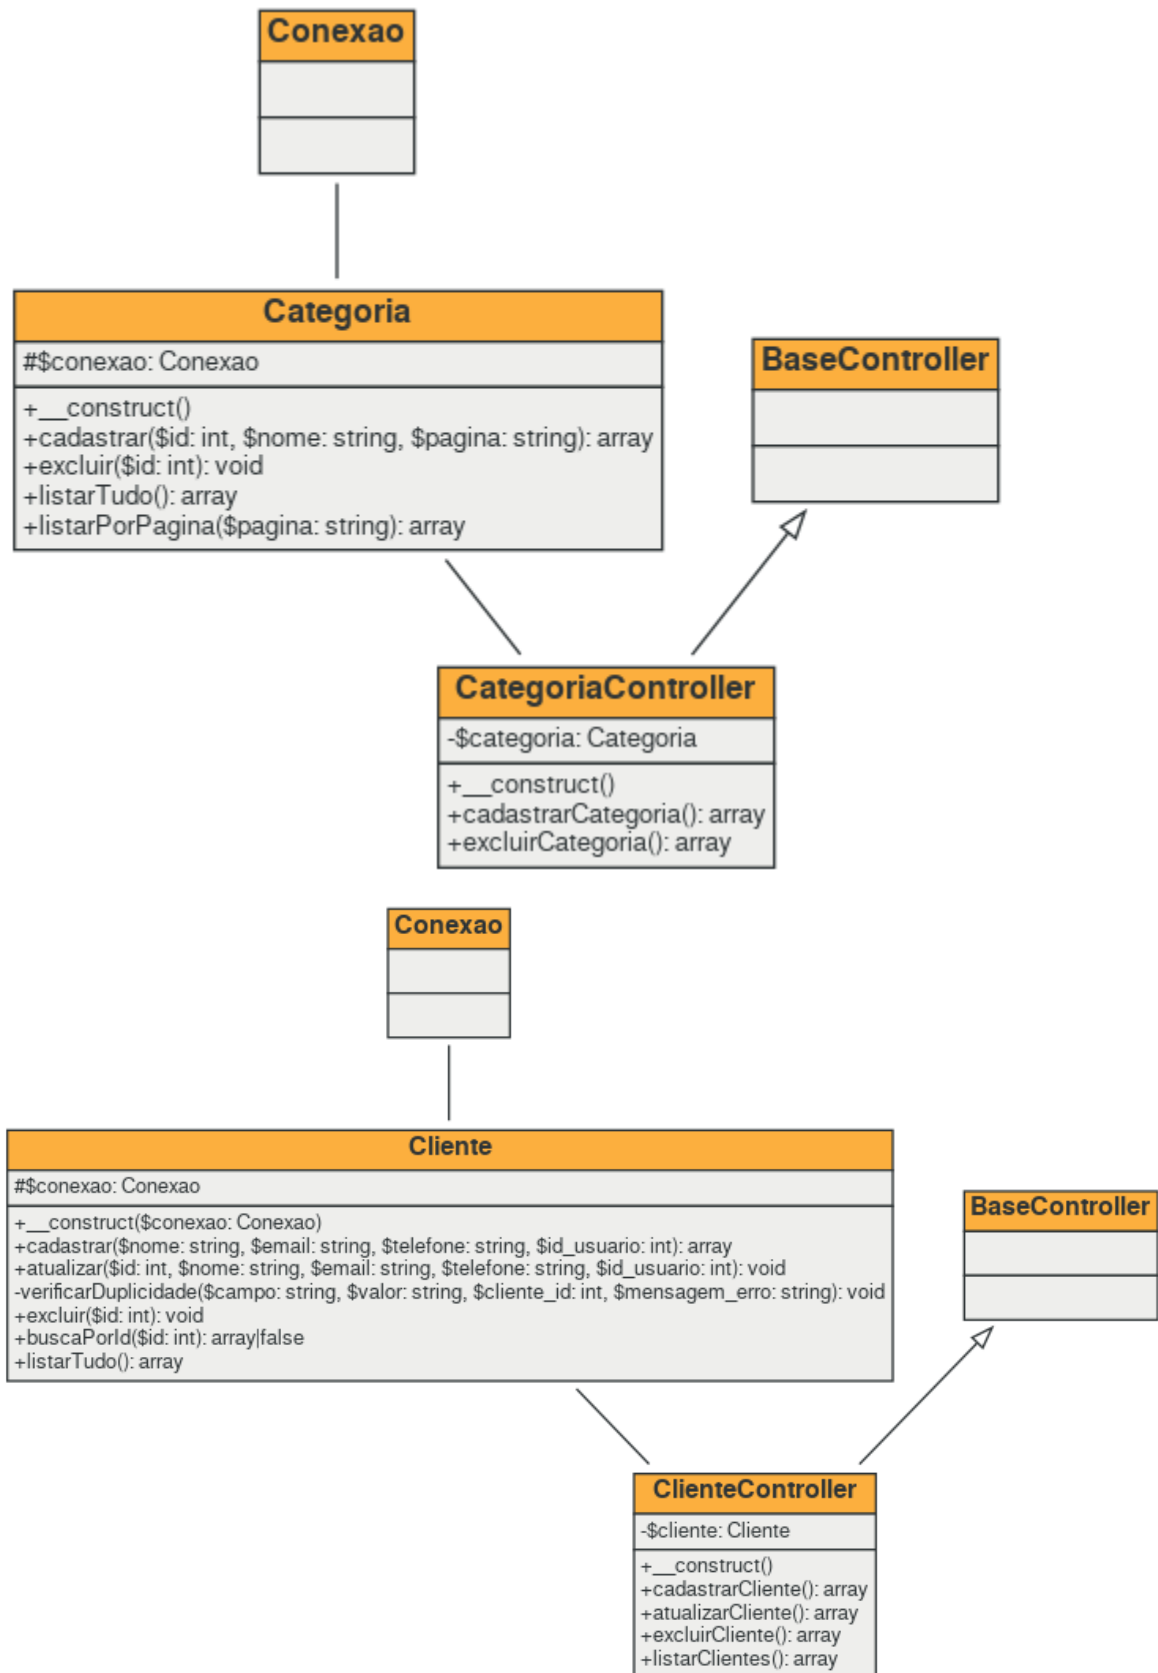 Conexao
Categoria
#$conexao: Conexao
+__construct()
+cadastrar($id: int, $nome: string, $pagina: string): array
+excluir($id: int): void
+listarTudo(): array
+listarPorPagina($pagina: string): array
BaseController
CategoriaController
-$categoria: Categoria
+__construct()
+cadastrarCategoria(): array
+excluirCategoria(): array
Conexao
Cliente
#$conexao: Conexao
+__construct($conexao: Conexao)
+cadastrar($nome: string, $email: string, $telefone: string, $id_usuario: int): array
+atualizar($id: int, $nome: string, $email: string, $telefone: string, $id_usuario: int): void
-verificarDuplicidade($campo: string, $valor: string, $cliente_id: int, $mensagem_erro: string): void
+excluir($id: int): void
+buscaPorId($id: int): array|false
+listarTudo(): array
BaseController
ClienteController
-$cliente: Cliente
+__construct()
+cadastrarCliente(): array
+atualizarCliente(): array
+excluirCliente(): array
+listarClientes(): array